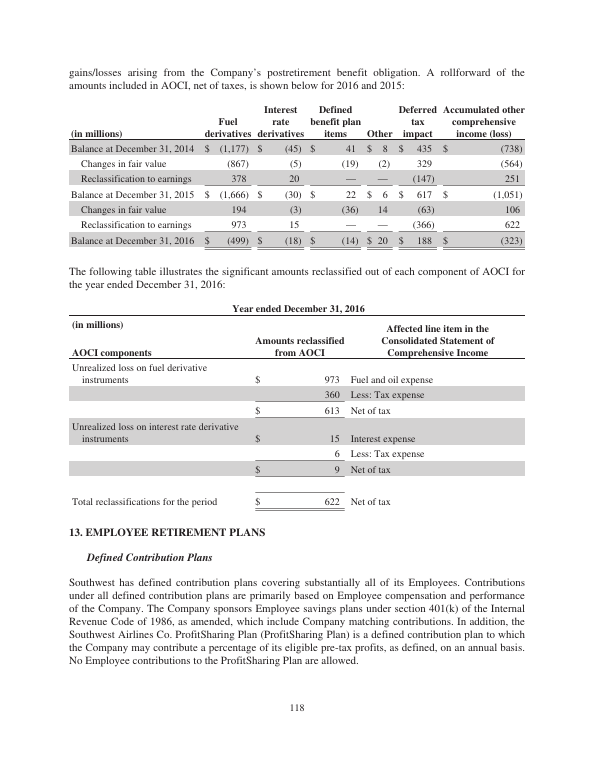 gains/losses arising from the Company’s postretirement benefit obligation. A rollforward of the
amounts included in AOCI, net of taxes, is shown below for 2016 and 2015:
(in millions) Fuel derivatives Interest rate derivatives Defined benefit plan items Other Deferred tax impact Accumulated other comprehensive income (loss)
Balance at December 31, 2014 $ (1,177) $ (45) $ 41 $ 8 $ 435 $ (738)
Changes in fair value (867) (5) (19) (2) 329 (564)
Reclassification to earnings 378 20 — — (147) 251
Balance at December 31, 2015 $ (1,666) $ (30) $ 22 $ 6 $ 617 $ (1,051)
Changes in fair value 194 (3) (36) 14 (63) 106
Reclassification to earnings 973 15 — — (366) 622
Balance at December 31, 2016 $ (499) $ (18) $ (14) $ 20 $ 188 $ (323)
The following table illustrates the significant amounts reclassified out of each component of AOCI for
the year ended December 31, 2016:
Year ended December 31, 2016
(in millions)
AOCI components Amounts reclassified from AOCI Affected line item in the Consolidated Statement of Comprehensive Income
Unrealized loss on fuel derivative
instruments $ 973 Fuel and oil expense
360 Less: Tax expense
$ 613 Net of tax
Unrealized loss on interest rate derivative
instruments $ 15 Interest expense
6 Less: Tax expense
$ 9 Net of tax
Total reclassifications for the period $ 622 Net of tax
13. EMPLOYEE RETIREMENT PLANS
Defined Contribution Plans
Southwest has defined contribution plans covering substantially all of its Employees. Contributions
under all defined contribution plans are primarily based on Employee compensation and performance
of the Company. The Company sponsors Employee savings plans under section 401(k) of the Internal
Revenue Code of 1986, as amended, which include Company matching contributions. In addition, the
Southwest Airlines Co. ProfitSharing Plan (ProfitSharing Plan) is a defined contribution plan to which
the Company may contribute a percentage of its eligible pre-tax profits, as defined, on an annual basis.
No Employee contributions to the ProfitSharing Plan are allowed.
118